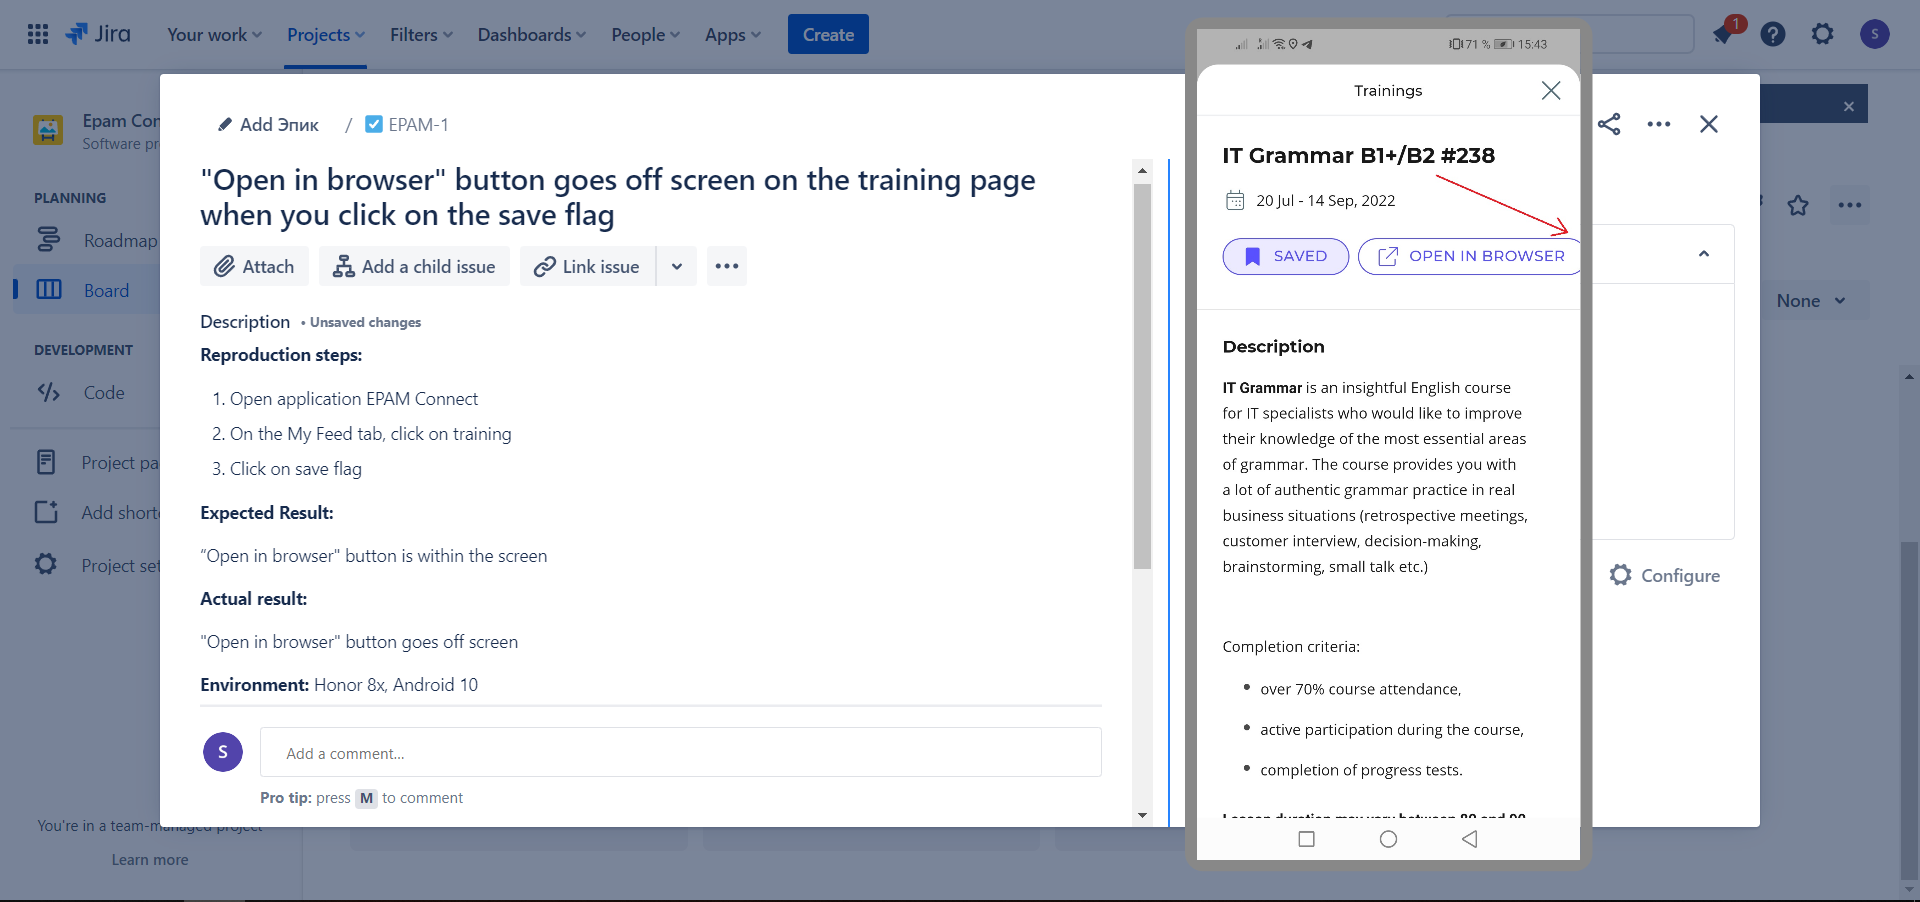 Jira
Your work
Projects
Filters
Dashboards
People
Apps
Create
1
S
Epam Con
Software pr
PLANNING
Roadmap
Board
DEVELOPMENT
Code
Project pa
Add short
Project set
You're in a team-managed project
Learn more
Add Эпик
/
EPAM-1
"Open in browser" button goes off screen on the training page
when you click on the save flag
Attach
Add a child issue
Link issue
Description
• Unsaved changes
Reproduction steps:
1. Open application EPAM Connect
2. On the My Feed tab, click on training
3. Click on save flag
Expected Result:
“Open in browser" button is within the screen
Actual result:
"Open in browser" button goes off screen
Environment: Honor 8x, Android 10
S
Add a comment...
Pro tip: press M to comment
71 %
15:43
Trainings
IT Grammar B1+/B2 #238
20 Jul - 14 Sep, 2022
SAVED
OPEN IN BROWSER
Description
IT Grammar is an insightful English course
for IT specialists who would like to improve
their knowledge of the most essential areas
of grammar. The course provides you with
a lot of authentic grammar practice in real
business situations (retrospective meetings,
customer interview, decision-making,
brainstorming, small talk etc.)
Completion criteria:
• over 70% course attendance,
• active participation during the course,
• completion of progress tests.
Lesson duration may vary between 80 and 90
None
Configure